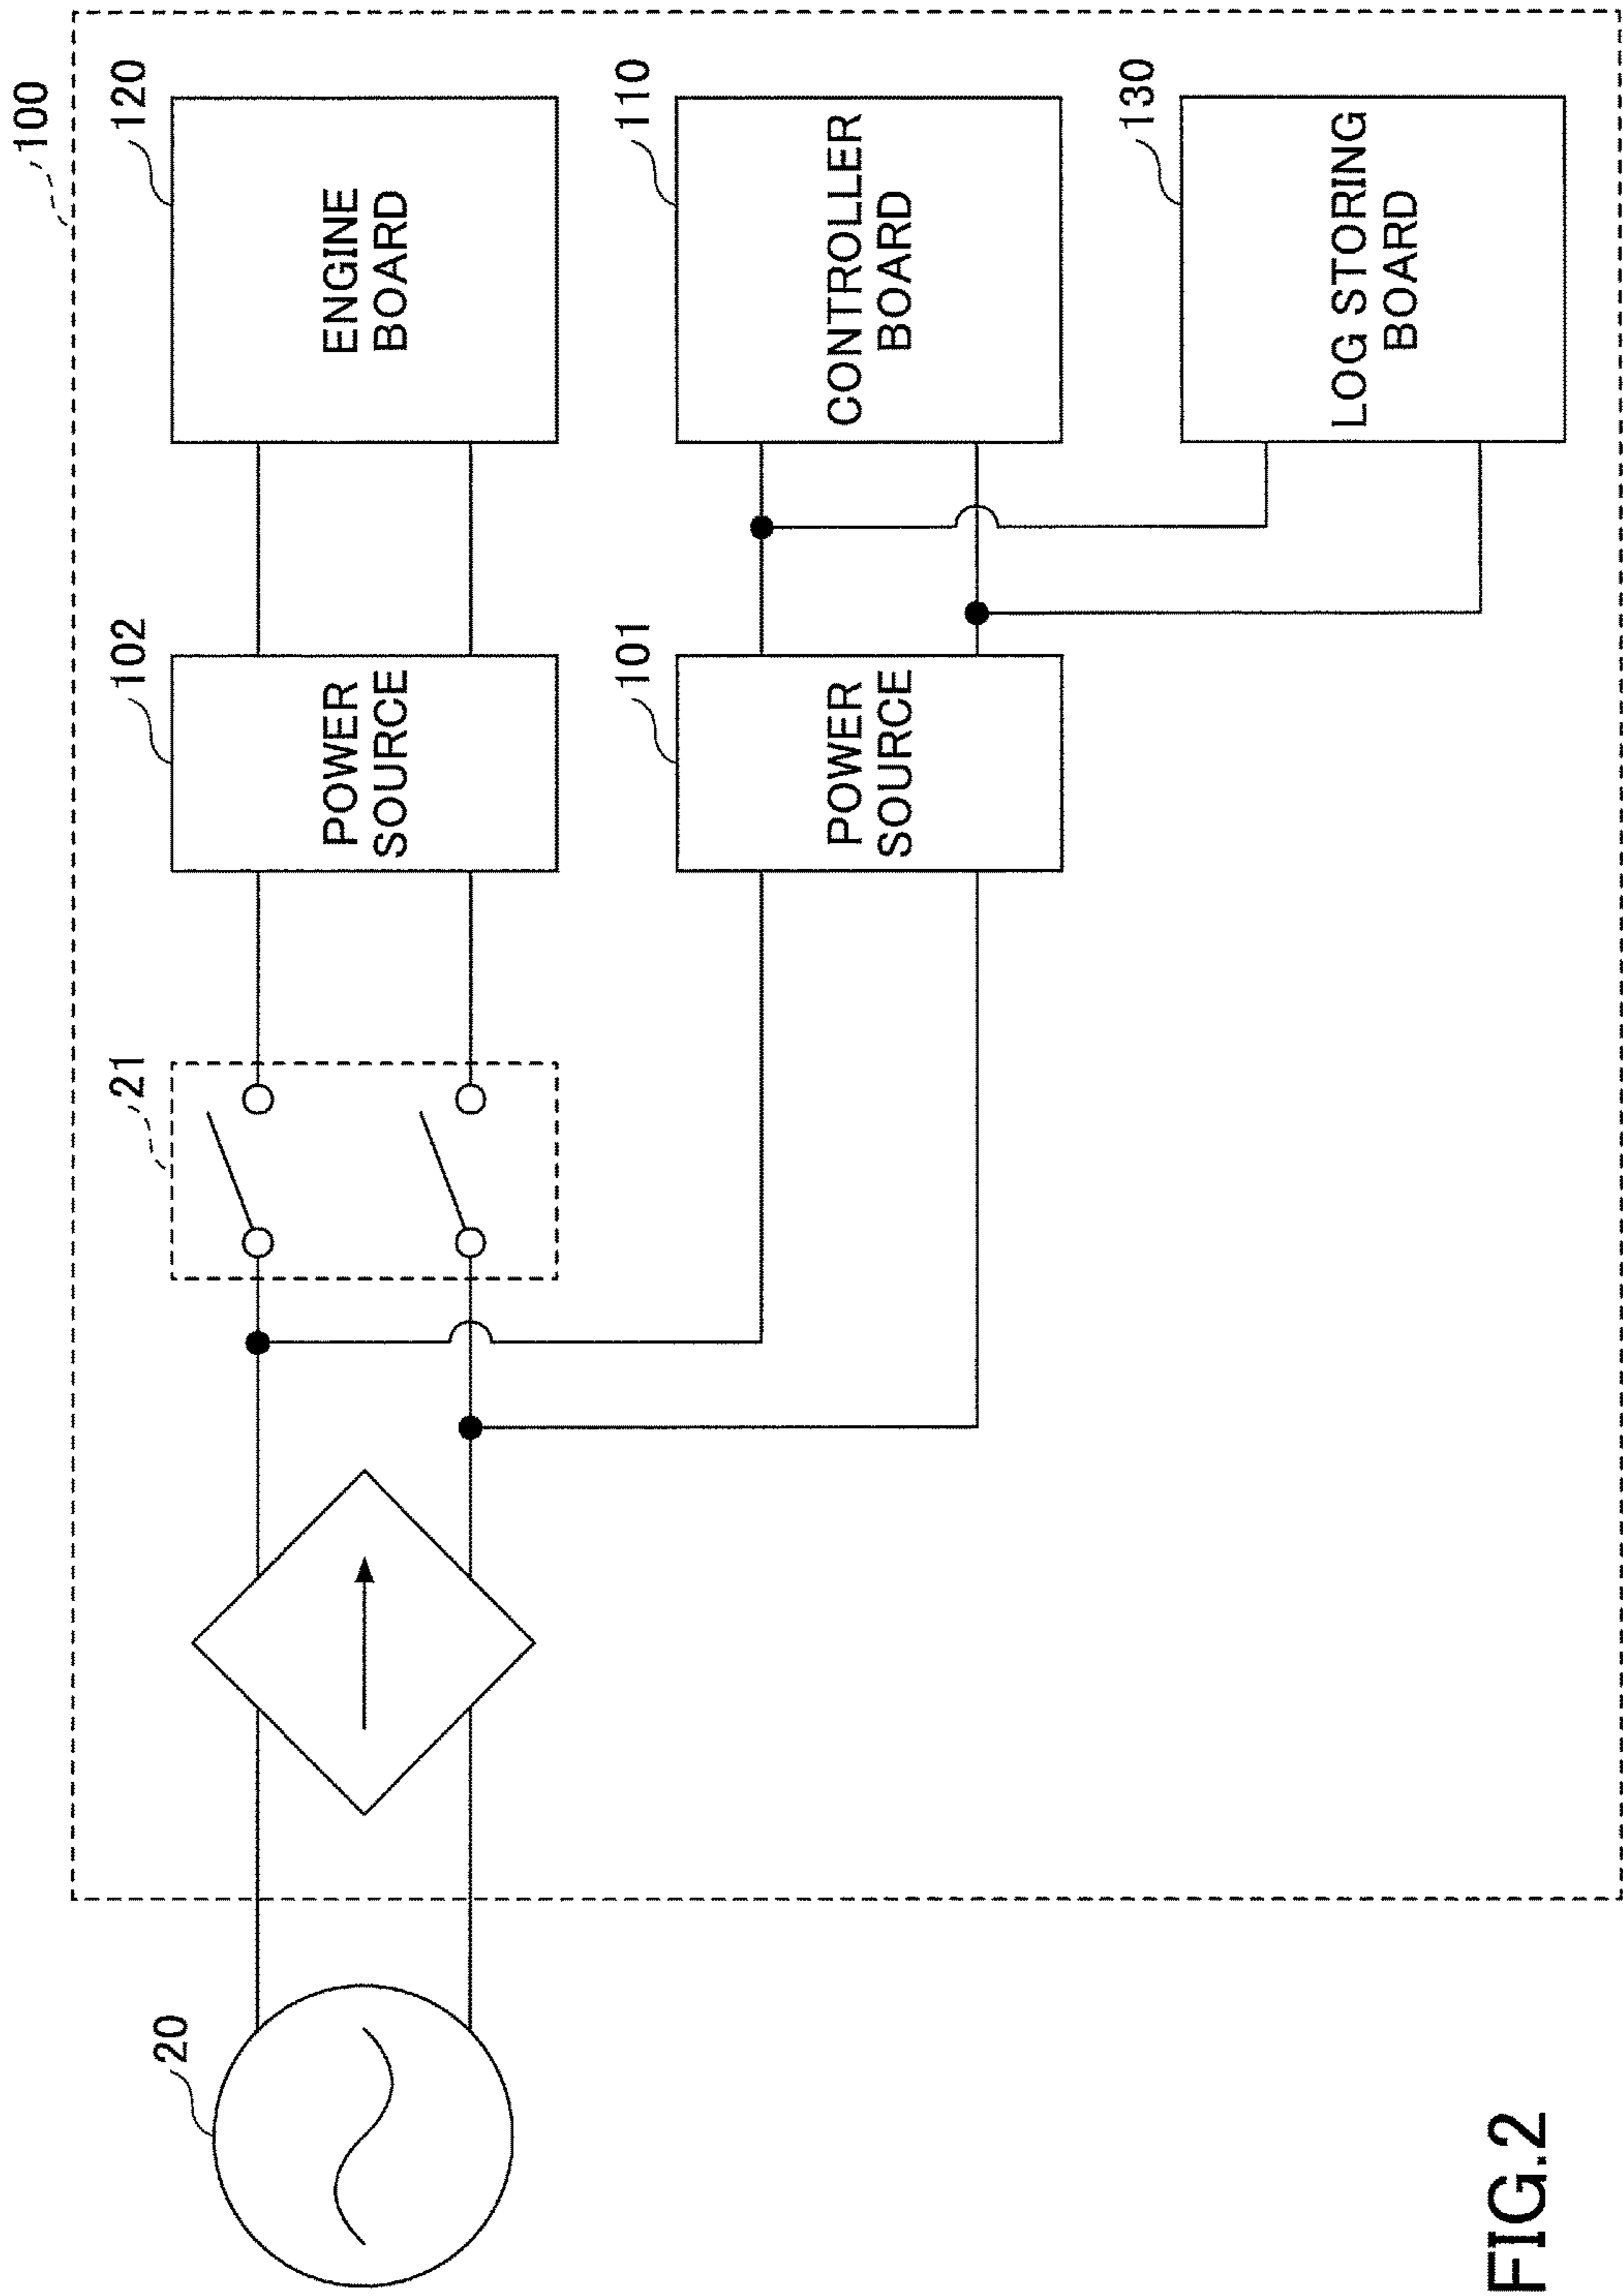 100
120
ENGINE
BOARD
110
CONTROLLER
BOARD
130
LOG STORING
BOARD
102
POWER
SOURCE
101
POWER
SOURCE
21
20
FIG.2